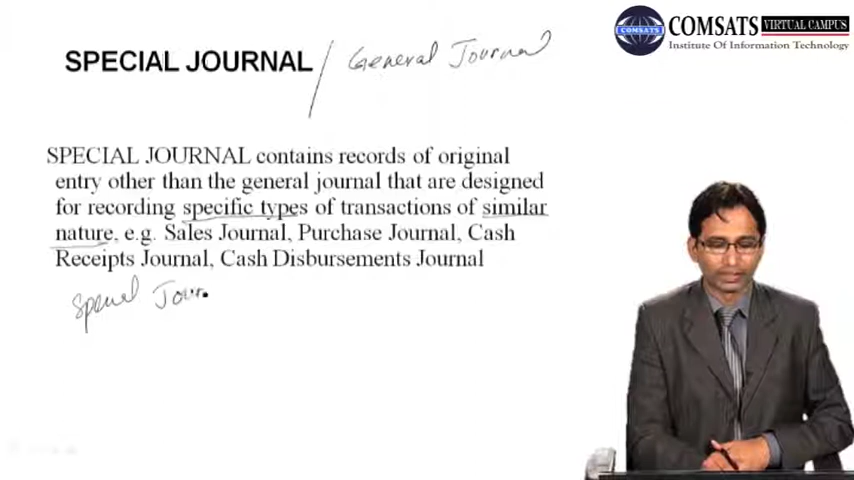 COMSATS
COMSATS VIRTUAL CAMPUS
Institute Of Information Technology
SPECIAL JOURNAL / General Journal
SPECIAL JOURNAL contains records of original
entry other than the general journal that are designed
for recording specific types of transactions of similar
nature, e.g. Sales Journal, Purchase Journal, Cash
Receipts Journal, Cash Disbursements Journal
Special Jour